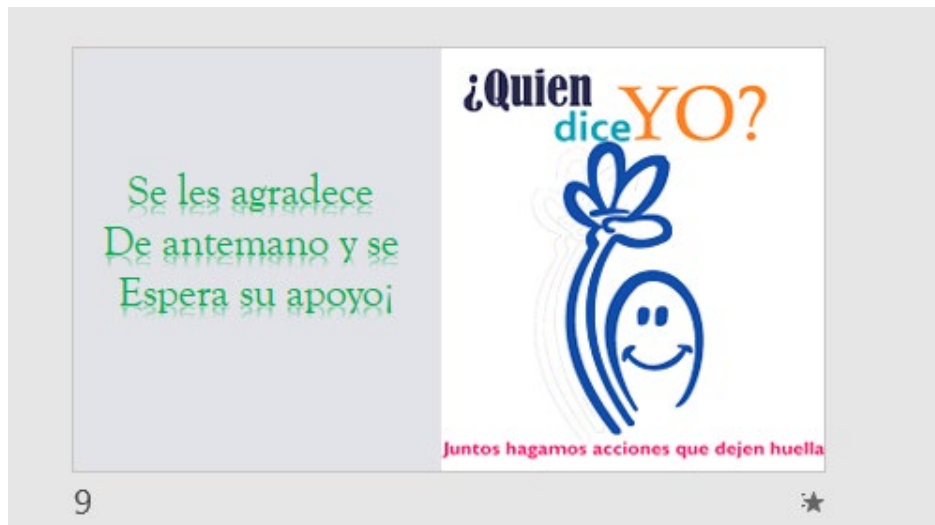 Se les agradece
De antemano y se
Espera su apoyo¡
¿Quien
dice YO?
Juntos hagamos acciones que dejen huella
9